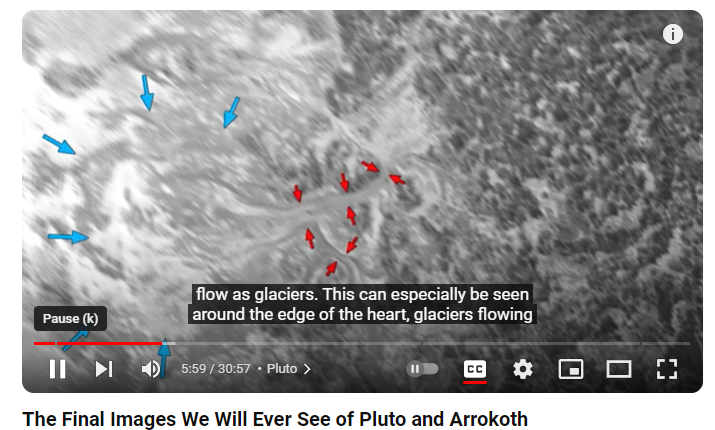 flow as glaciers. This can especially be seen
around the edge of the heart, glaciers flowing
Pause (k)
5:59 / 30:57 • Pluto
CC
The Final Images We Will Ever See of Pluto and Arrokoth